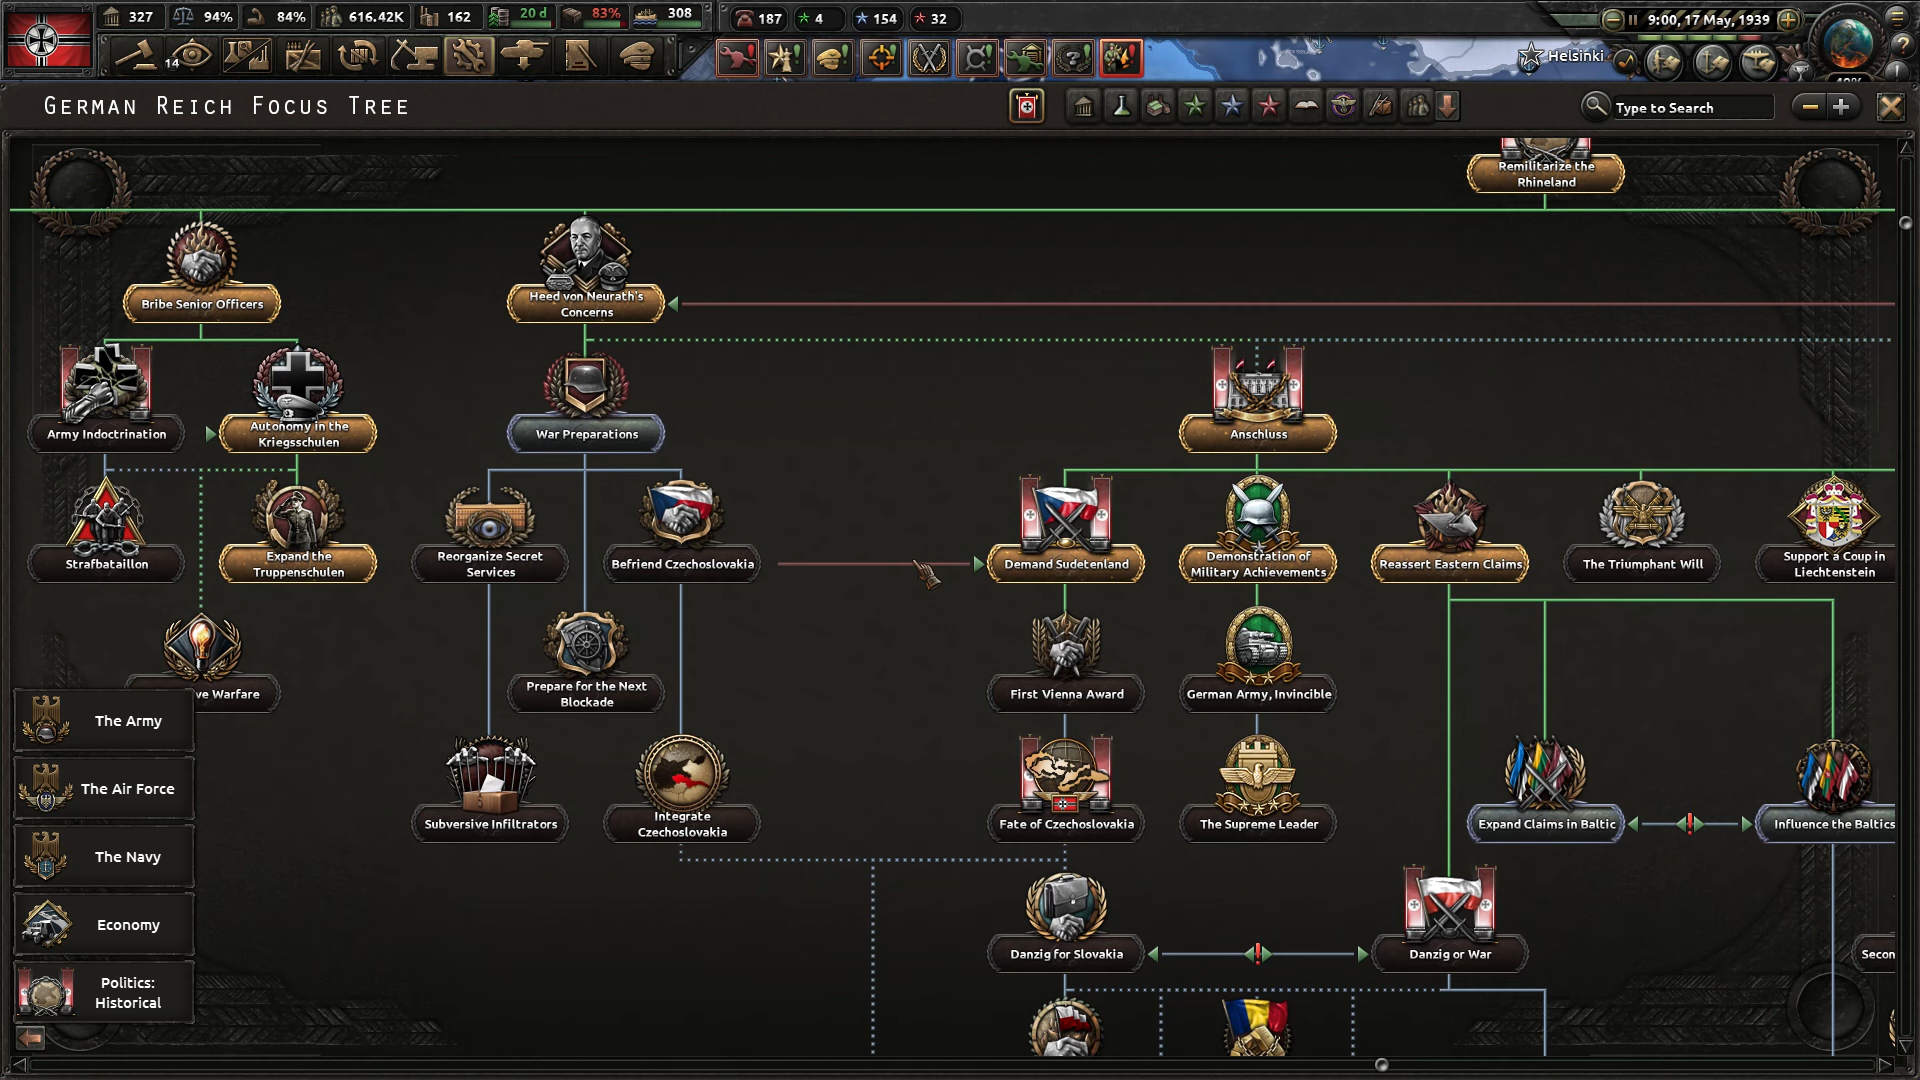 327
94%
84%
616.42K
162
20 d
83%
308
187
4
154
32
9:00, 17 May, 1939
14
Helsinki
German Reich Focus Tree
Type to Search
Remilitarize the
Rhineland
Bribe Senior Officers
Heed von Neurath's
Concerns
Army Indoctrination
Autonomy in the
Kriegsschulen
War Preparations
Anschluss
Strafbataillon
Expand the
Truppenschulen
Reorganize Secret
Services
Befriend Czechoslovakia
Demand Sudetenland
Demonstration of
Military Achievements
Reassert Eastern Claims
The Triumphant Will
Support a Coup in
Liechtenstein
ve Warfare
Prepare for the Next
Blockade
First Vienna Award
German Army, Invincible
The Army
The Air Force
Subversive Infiltrators
Integrate
Czechoslovakia
Fate of Czechoslovakia
The Supreme Leader
Expand Claims in Baltic
Influence the Baltics
The Navy
Economy
Danzig for Slovakia
Danzig or War
Secon
Politics:
Historical